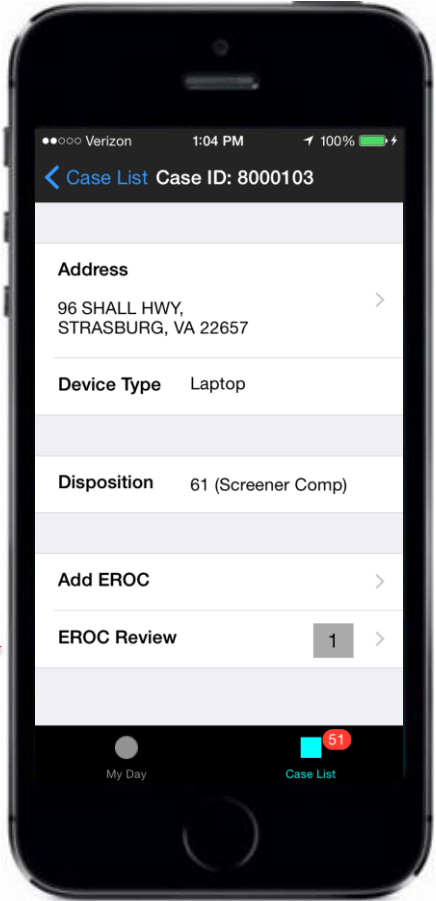 Verizon 1:04 PM 100%
Case List Case ID: 8000103
Address
96 SHALL HWY,
STRASBURG, VA 22657
Device Type Laptop
Disposition 61 (Screener Comp)
Add EROC
EROC Review 1
51
My Day Case List